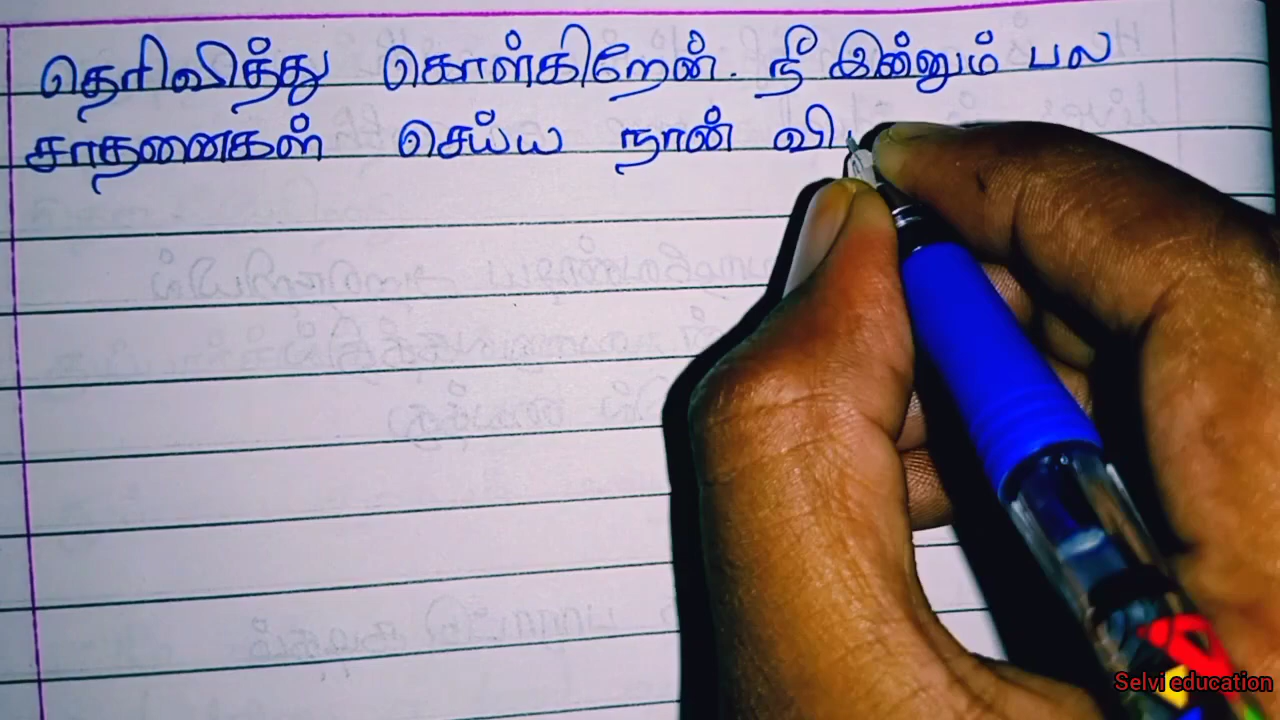 தெரிவித்து கொள்கிறேன். நீ இன்னும் பல
சாதனைகள் செய்ய நான் வி
Selvi education